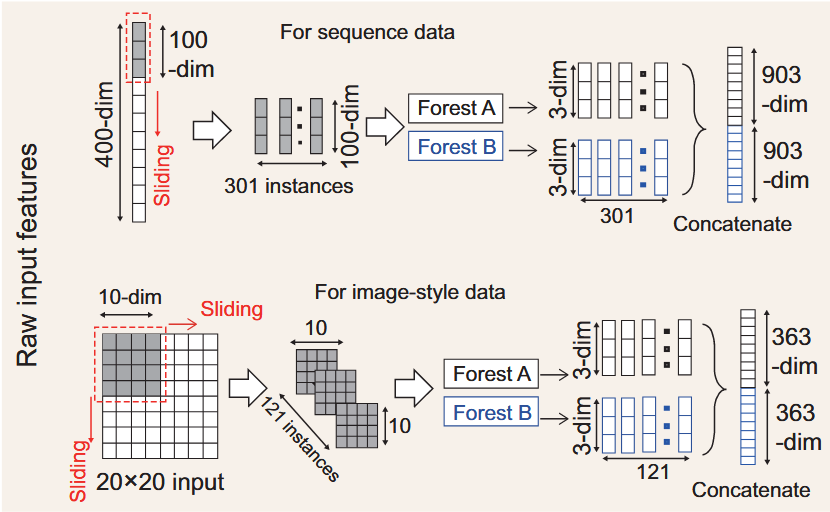 Raw input features
For sequence data
100
-dim
400-dim
Sliding
301 instances
100-dim
Forest A
Forest B
3-dim
3-dim
301
903
-dim
903
-dim
Concatenate
For image-style data
10-dim
Sliding
Sliding
20×20 input
10
10
121 instances
Forest A
Forest B
3-dim
3-dim
121
363
-dim
363
-dim
Concatenate